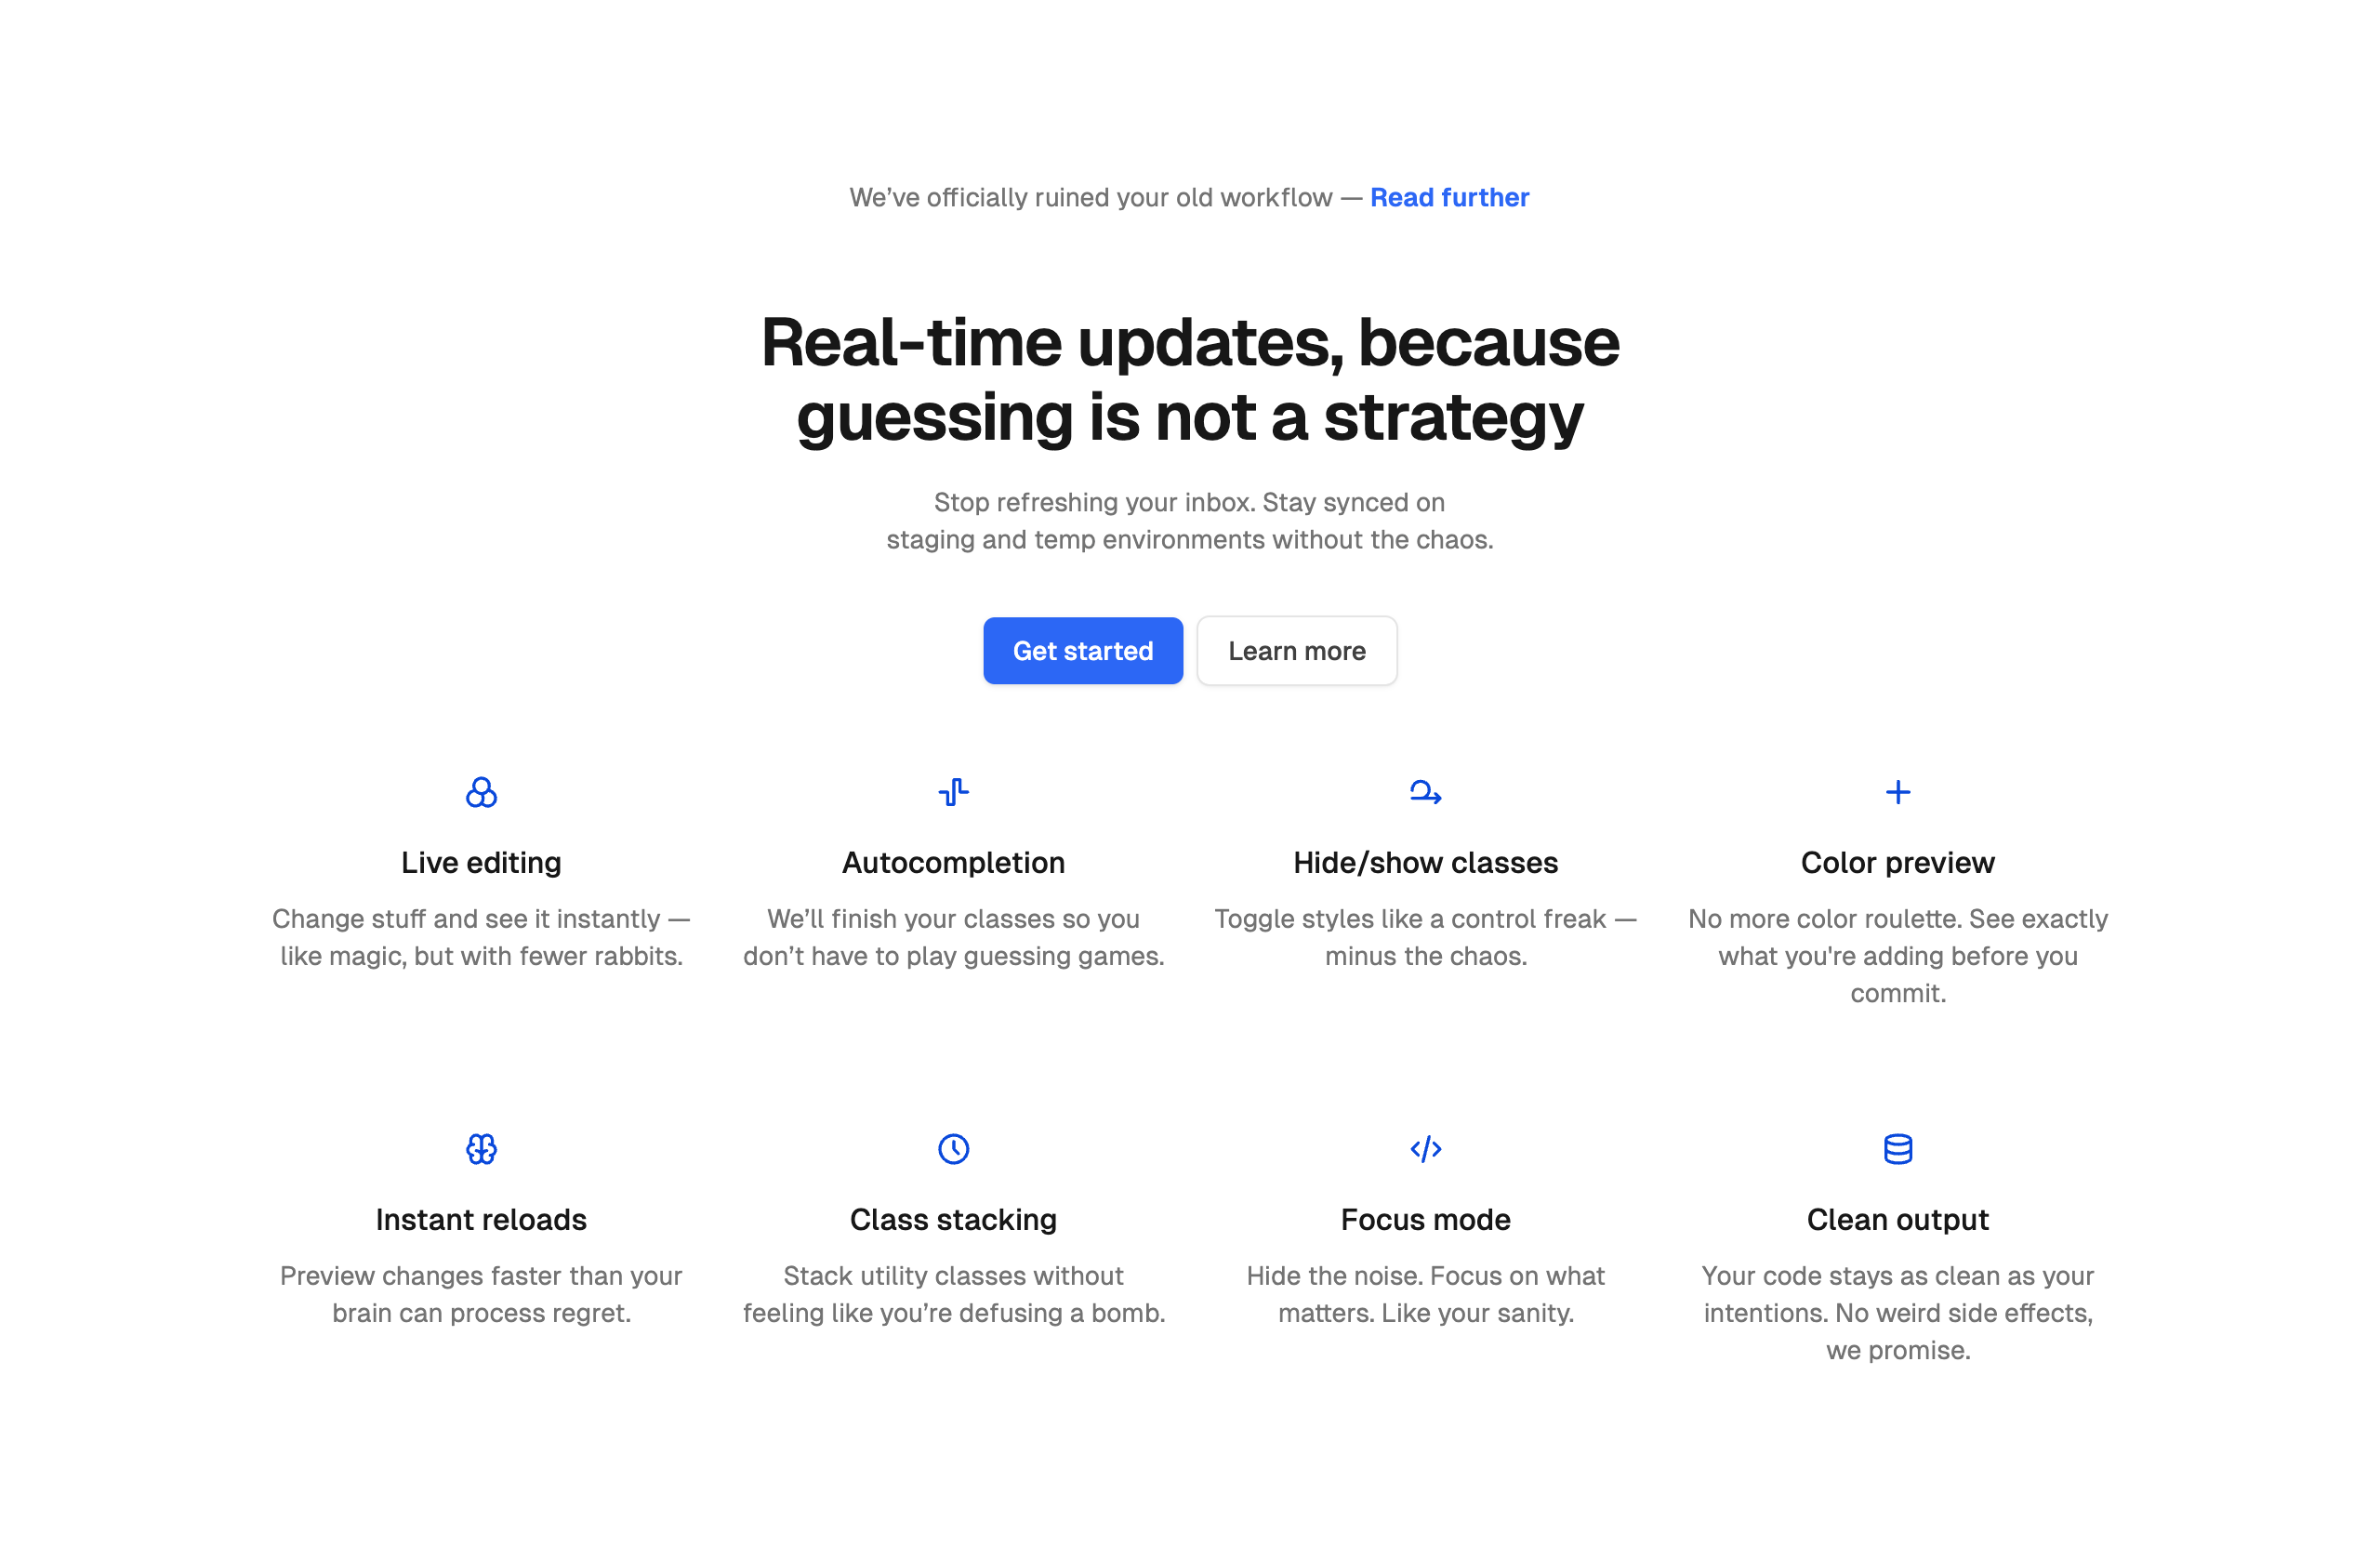 We’ve officially ruined your old workflow — Read further
Real-time updates, because
guessing is not a strategy
Stop refreshing your inbox. Stay synced on
staging and temp environments without the chaos.
Get started
Learn more
Live editing
Change stuff and see it instantly —
like magic, but with fewer rabbits.
Autocompletion
We’ll finish your classes so you
don’t have to play guessing games.
Hide/show classes
Toggle styles like a control freak —
minus the chaos.
Color preview
No more color roulette. See exactly
what you're adding before you
commit.
Instant reloads
Preview changes faster than your
brain can process regret.
Class stacking
Stack utility classes without
feeling like you’re defusing a bomb.
Focus mode
Hide the noise. Focus on what
matters. Like your sanity.
Clean output
Your code stays as clean as your
intentions. No weird side effects,
we promise.